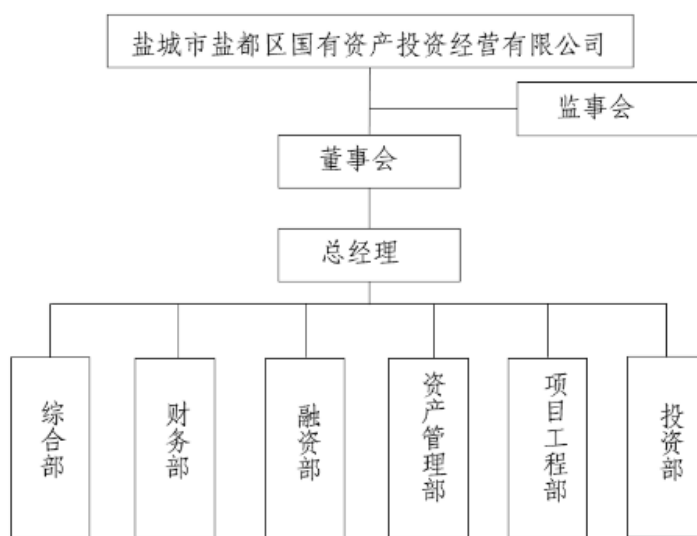 盐城市盐都区国有资产投资经营有限公司
监事会
董事会
总经理
综合部
财务部
融资部
资产管理部
项目工程部
投资部